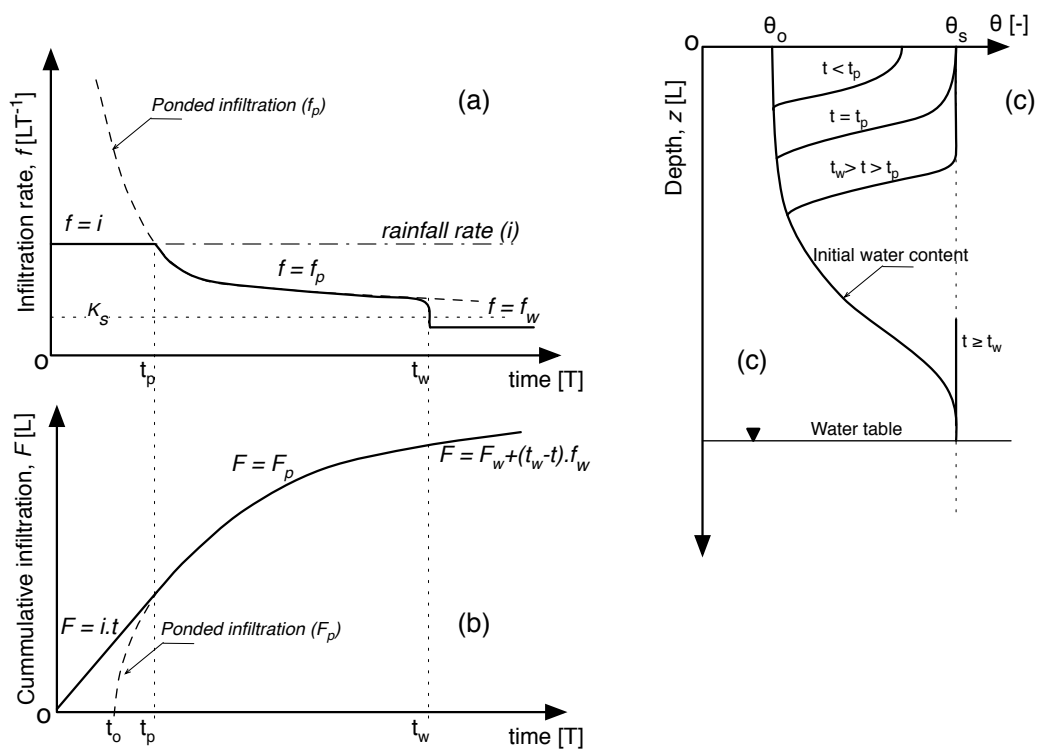 Infiltration rate, f [LT⁻¹]
Ponded infiltration (fₚ)
(a)
f = i
rainfall rate (i)
f = fₚ
Kₛ
f = f_w
o
tₚ
t_w
time [T]
Cummulative infiltration, F [L]
F = Fₚ
F = F_w+(t_w-t).f_w
F = i.t
Ponded infiltration (Fₚ)
(b)
o
tₒ
tₚ
t_w
time [T]
θₒ
θₛ
θ [-]
o
Depth, z [L]
t < tₚ
(c)
t = tₚ
t_w > t > tₚ
Initial water content
(c)
t ≥ t_w
Water table